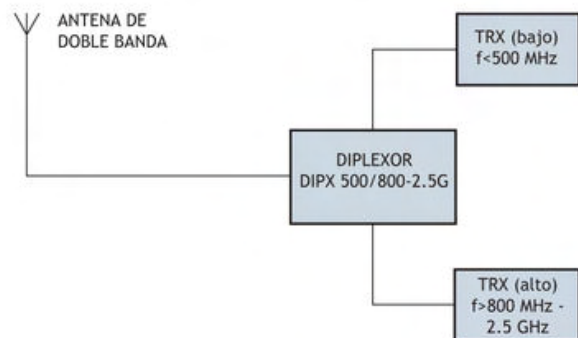 ANTENA DE
DOBLE BANDA
TRX (bajo)
f<500 MHz
DIPLEXOR
DIPX 500/800-2.5G
TRX (alto)
f>800 MHz -
2.5 GHz